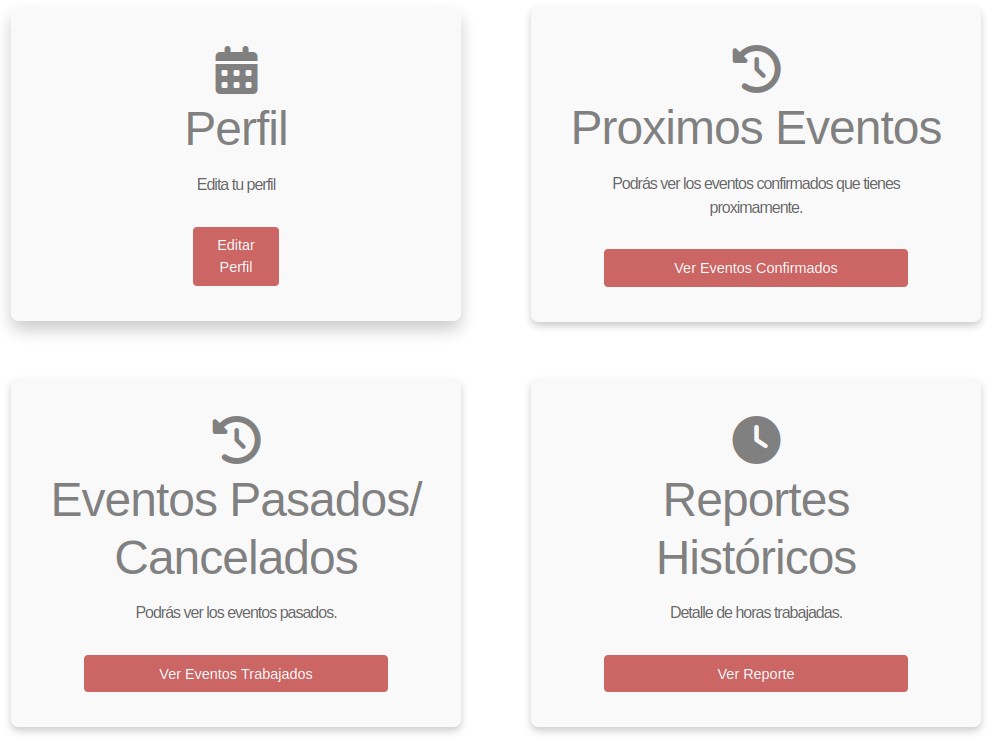 Perfil
Edita tu perfil
Editar
Perfil
Proximos Eventos
Podrás ver los eventos confirmados que tienes
proximamente.
Ver Eventos Confirmados
Eventos Pasados/
Cancelados
Podrás ver los eventos pasados.
Ver Eventos Trabajados
Reportes
Históricos
Detalle de horas trabajadas.
Ver Reporte